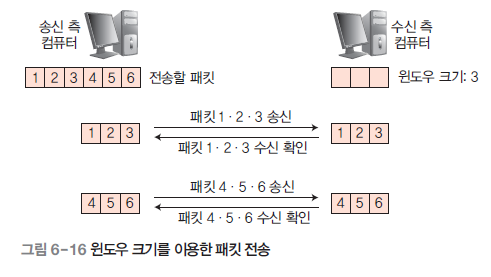 송신 측
컴퓨터
수신 측
컴퓨터
1 2 3 4 5 6 전송할 패킷
윈도우 크기: 3
패킷 1 · 2 · 3 송신
1 2 3
1 2 3
패킷 1 · 2 · 3 수신 확인
패킷 4 · 5 · 6 송신
4 5 6
4 5 6
패킷 4 · 5 · 6 수신 확인
그림 6-16 윈도우 크기를 이용한 패킷 전송